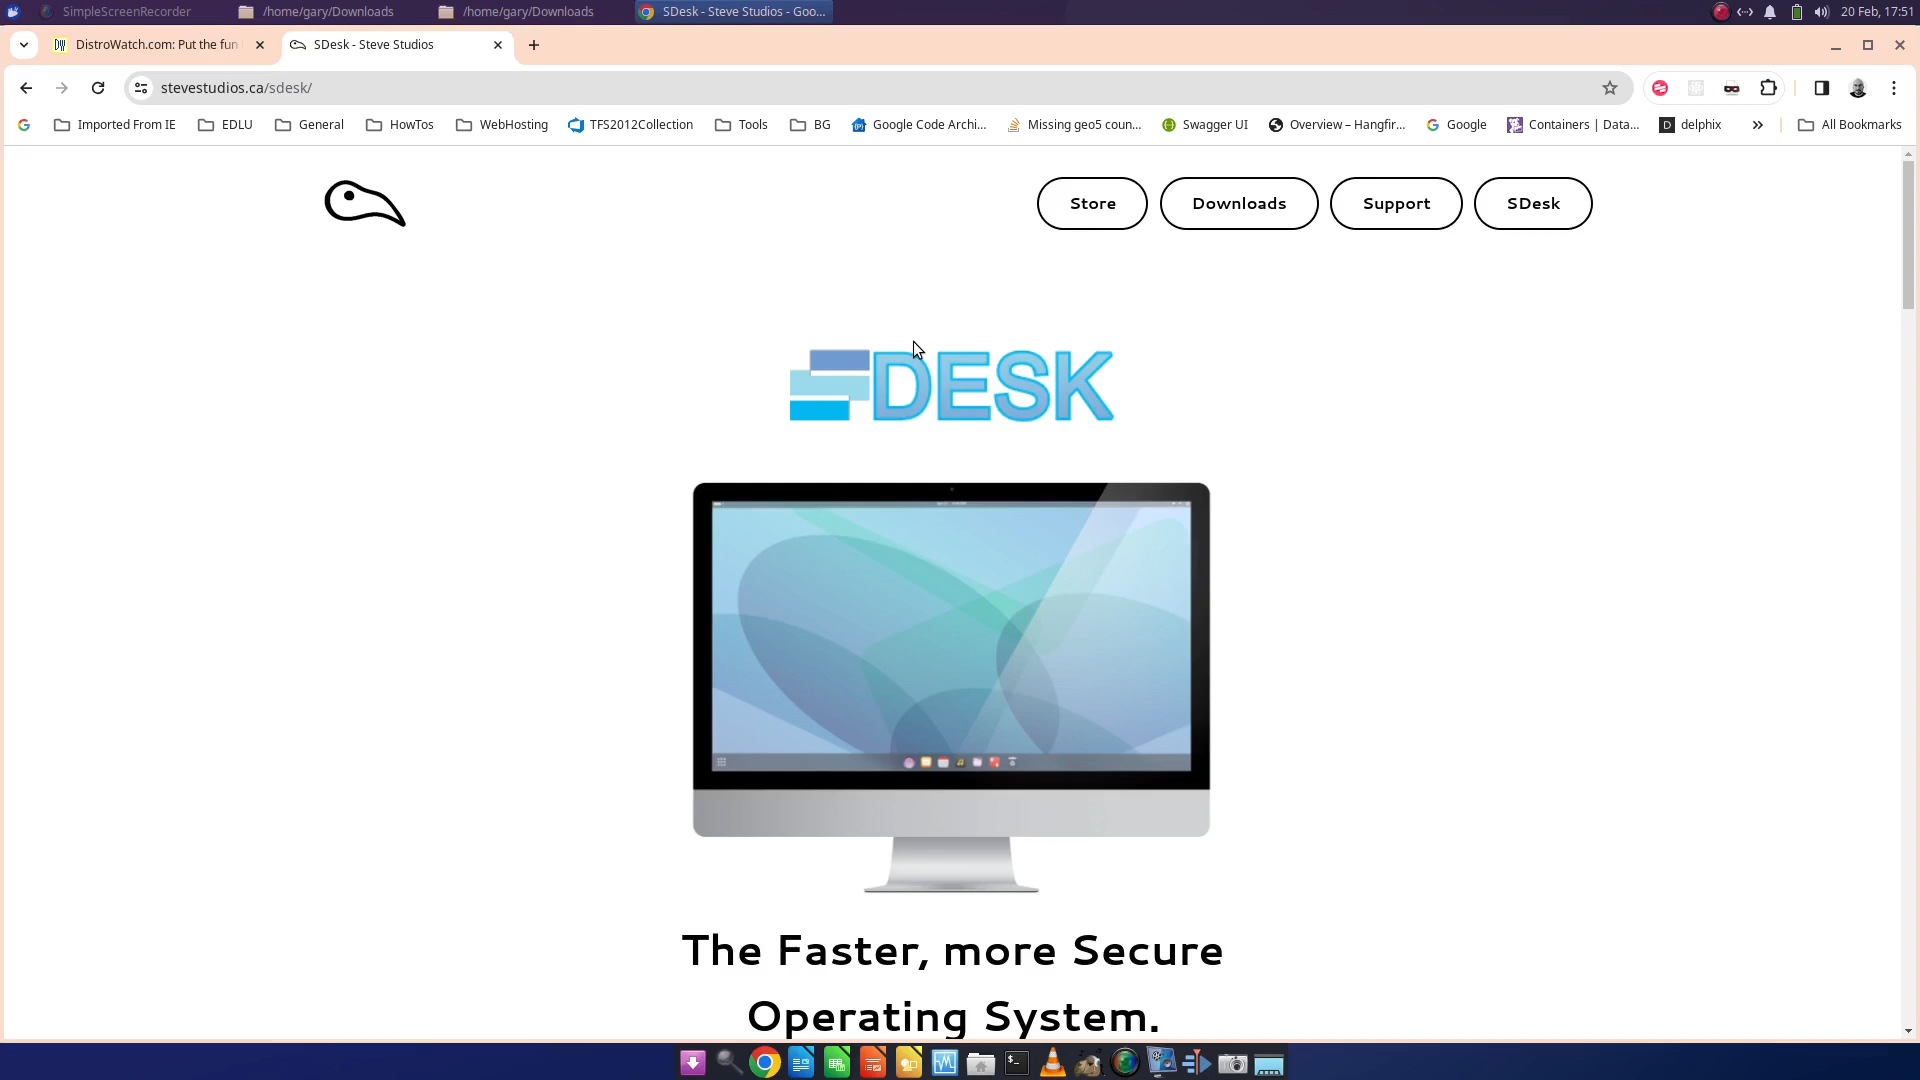 SimpleScreenRecorder
/home/gary/Downloads
/home/gary/Downloads
SDesk - Steve Studios - Goo...
20 Feb, 17:51
DistroWatch.com: Put the fun
SDesk - Steve Studios
stevestudios.ca/sdesk/
Imported From IE
EDLU
General
HowTos
WebHosting
TFS2012Collection
Tools
BG
Google Code Archi...
Missing geo5 coun...
Swagger UI
Overview – Hangfir...
Google
Containers | Data...
delphix
All Bookmarks
Store
Downloads
Support
SDesk
SDESK
The Faster, more Secure
Operating System.